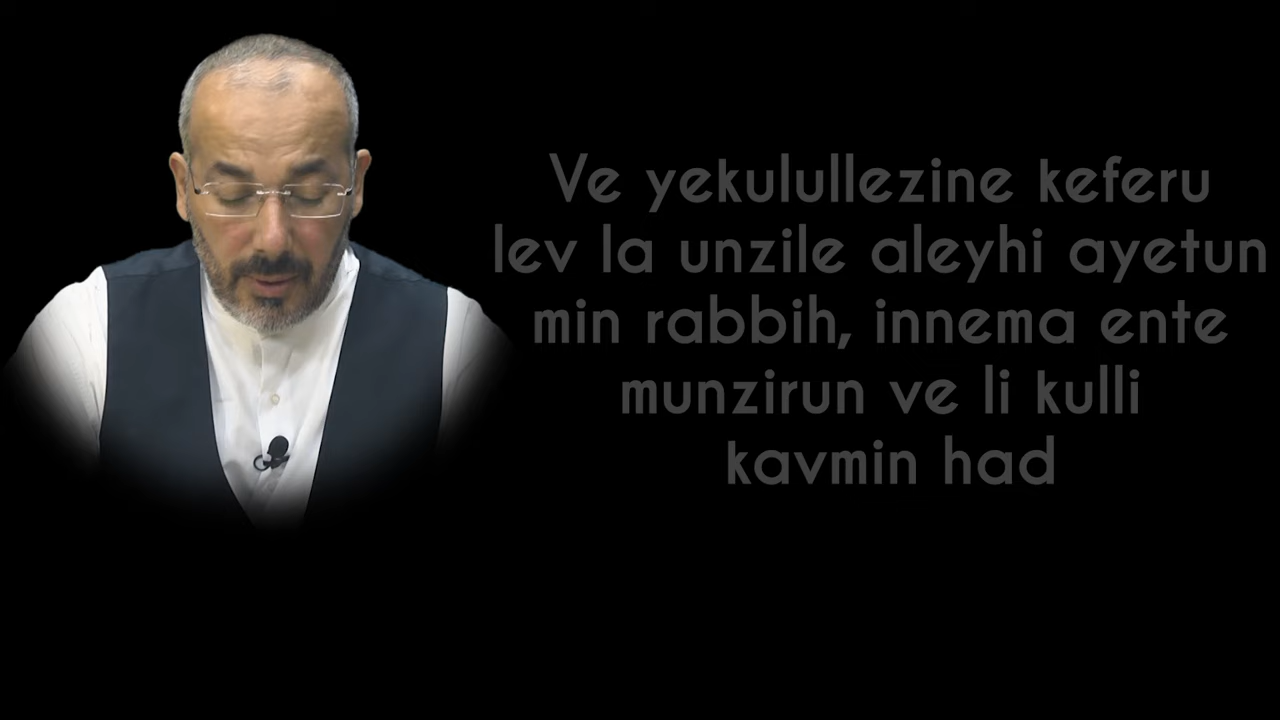 Ve yekulullezine keferu
lev la unzile aleyhi ayetun
min rabbih, innema ente
munzirun ve li kulli
kavmin had